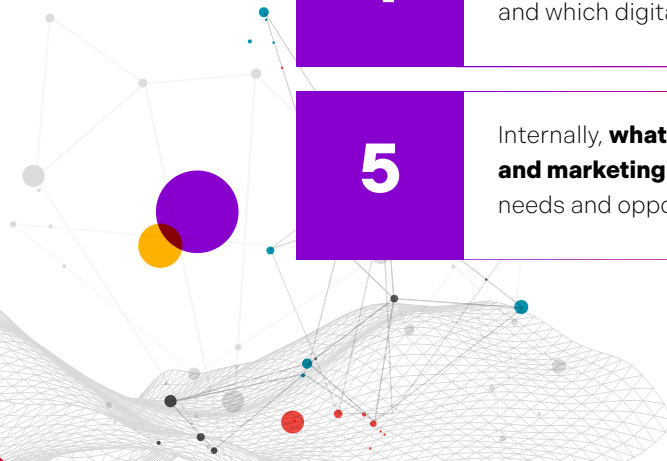 and which digita
5
Internally, what
and marketing
needs and oppo